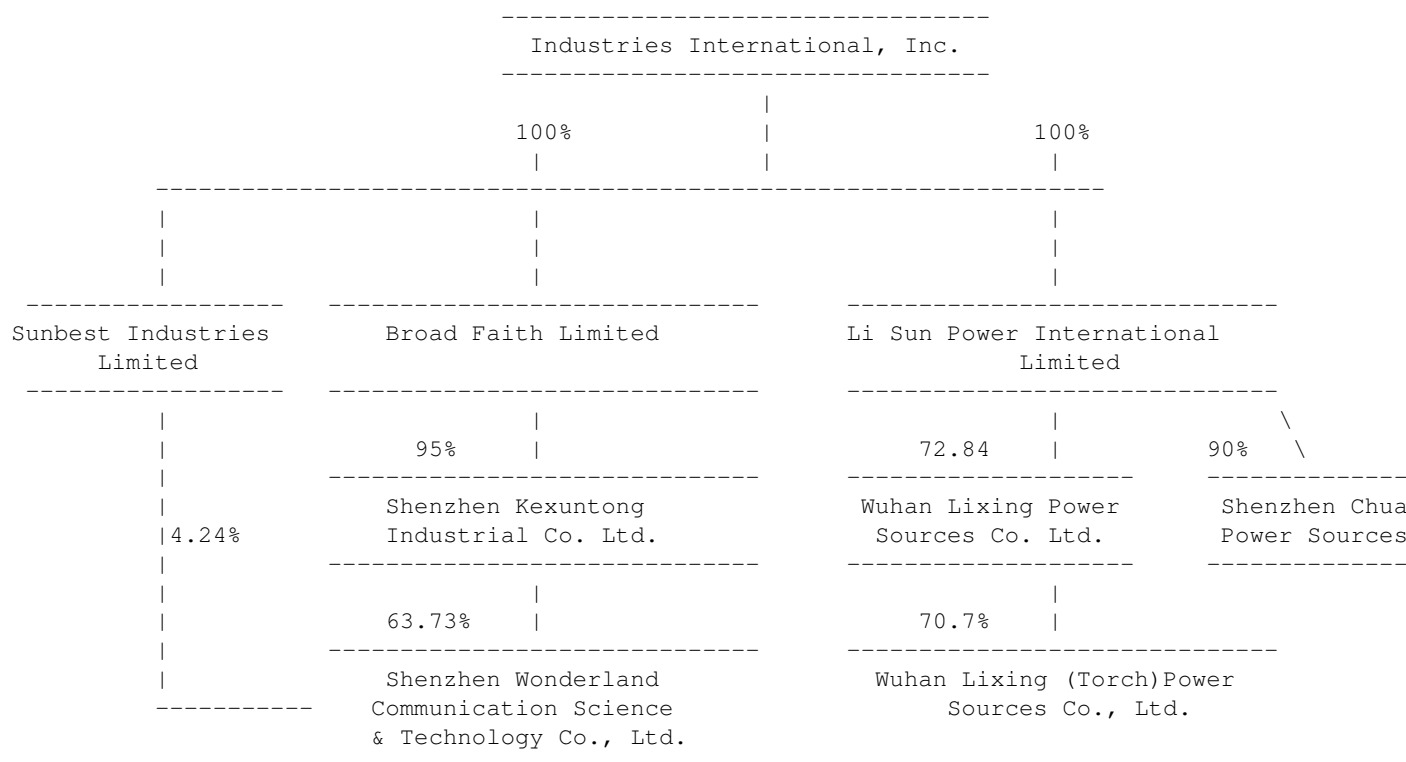 Industries International, Inc.
100% 100%
Sunbest Industries Broad Faith Limited Li Sun Power International
Limited Limited
95% 72.84 90%
Shenzhen Kexuntong Wuhan Lixing Power Shenzhen Chua
4.24% Industrial Co. Ltd. Sources Co. Ltd. Power Sources
63.73% 70.7%
Shenzhen Wonderland Wuhan Lixing (Torch)Power
Communication Science Sources Co., Ltd.
& Technology Co., Ltd.